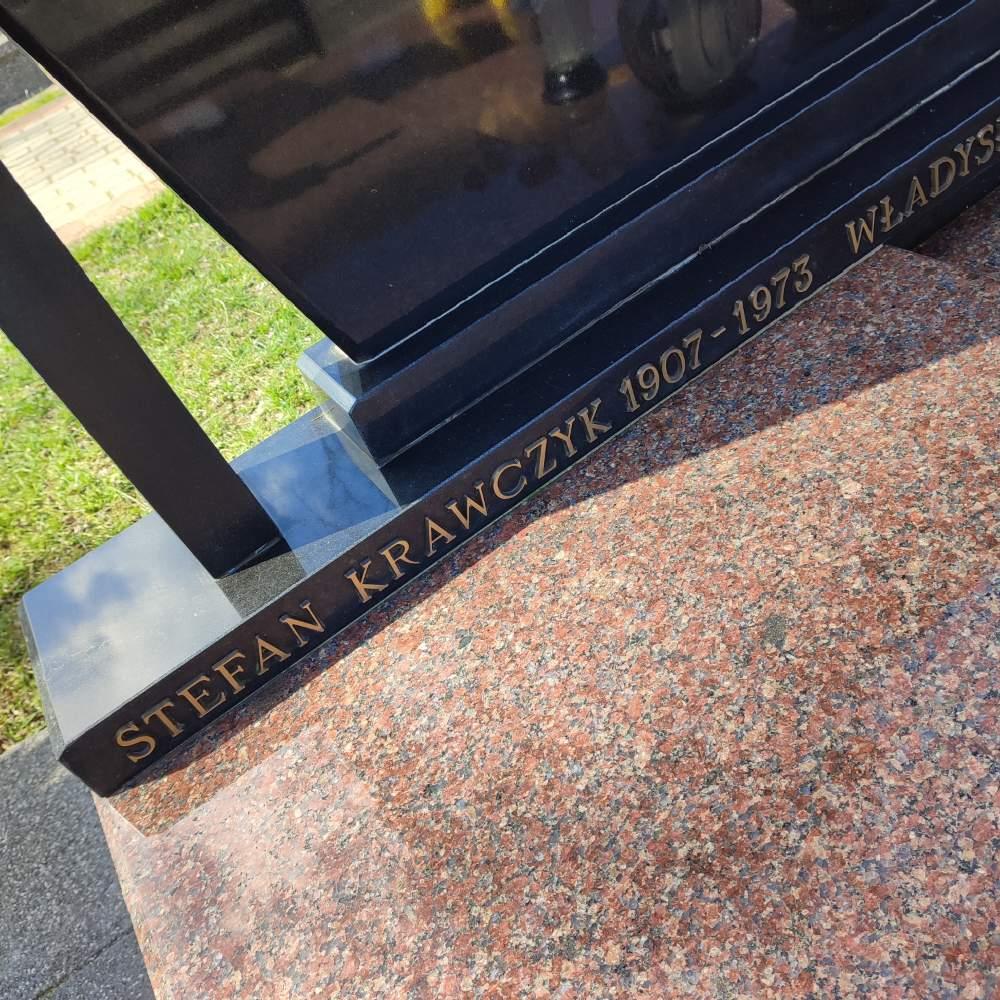 STEFAN KRAWCZYK 1907-1973